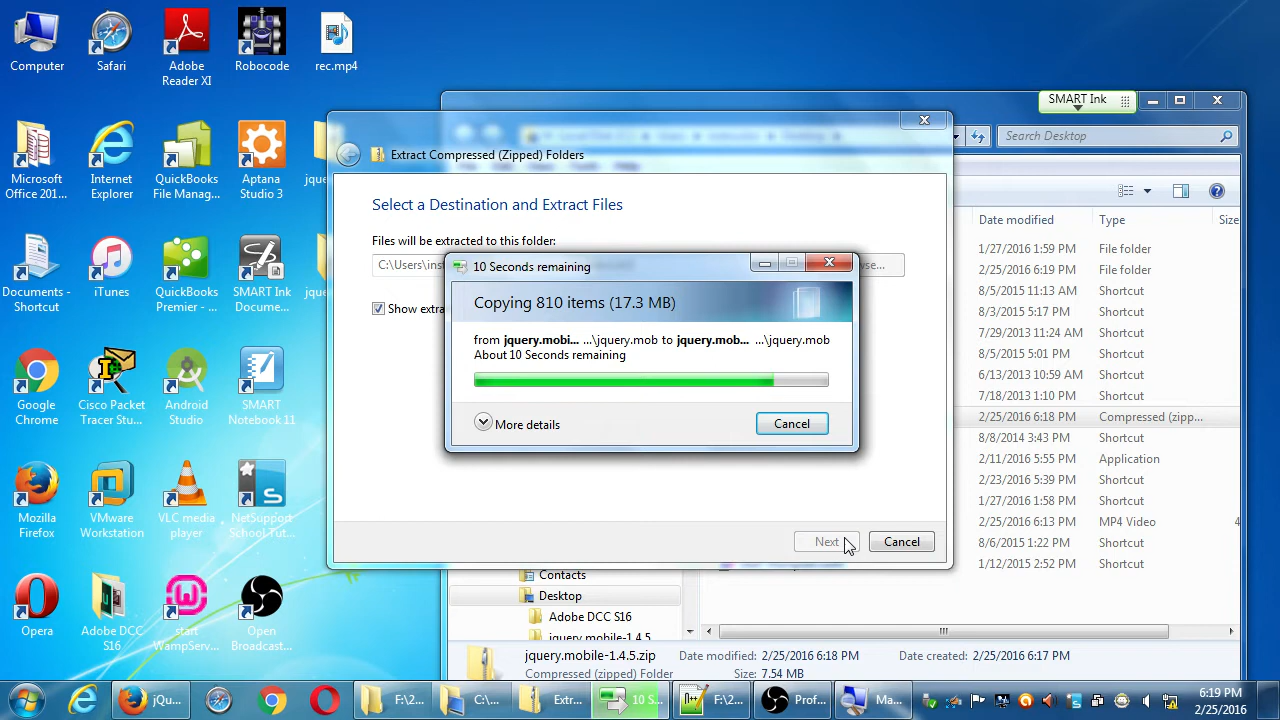 Computer
Safari
Adobe
Reader XI
Robocode
rec.mp4
Microsoft
Office 201...
Internet
Explorer
QuickBooks
File Manag...
Aptana
Studio 3
jqu
Documents -
Shortcut
iTunes
QuickBooks
Premier - ...
SMART Ink
Docume...
jqu
Google
Chrome
Cisco Packet
Tracer Stu...
Android
Studio
SMART
Notebook 11
Mozilla
Firefox
VMware
Workstation
VLC media
player
NetSupport
School Tut...
Opera
Adobe DCC
S16
start
WampServ...
Open
Broadcast...
SMART Ink
Search Desktop
Extract Compressed (Zipped) Folders
Select a Destination and Extract Files
Files will be extracted to this folder:
C:\Users\inst
...se...
Show extra
10 Seconds remaining
Copying 810 items (17.3 MB)
from jquery.mobi... ...\jquery.mob to jquery.mob... ...\jquery.mob
About 10 Seconds remaining
More details
Cancel
Next
Cancel
Date modified Type Size
1/27/2016 1:59 PM File folder
2/25/2016 6:19 PM File folder
8/5/2015 11:13 AM Shortcut
8/3/2015 5:17 PM Shortcut
7/29/2013 11:24 AM Shortcut
8/5/2015 5:01 PM Shortcut
6/13/2013 10:59 AM Shortcut
7/18/2013 1:10 PM Shortcut
2/25/2016 6:18 PM Compressed (zipp...
8/8/2014 3:43 PM Shortcut
2/11/2016 5:55 PM Application
2/23/2016 5:39 PM Shortcut
1/27/2016 1:58 PM Shortcut
2/25/2016 6:13 PM MP4 Video 4
8/6/2015 1:22 PM Shortcut
1/12/2015 2:52 PM Shortcut
Contacts
Desktop
Adobe DCC S16
jquery.mobile-1.4.5
jquery.mobile-1.4.5.zip Date modified: 2/25/2016 6:18 PM Date created: 2/25/2016 6:17 PM
Compressed (zipped) Folder Size: 7.54 MB
jQu...
F:\2...
C:\...
Extr...
10 S...
F:\2...
Prof...
Ma...
6:19 PM
2/25/2016